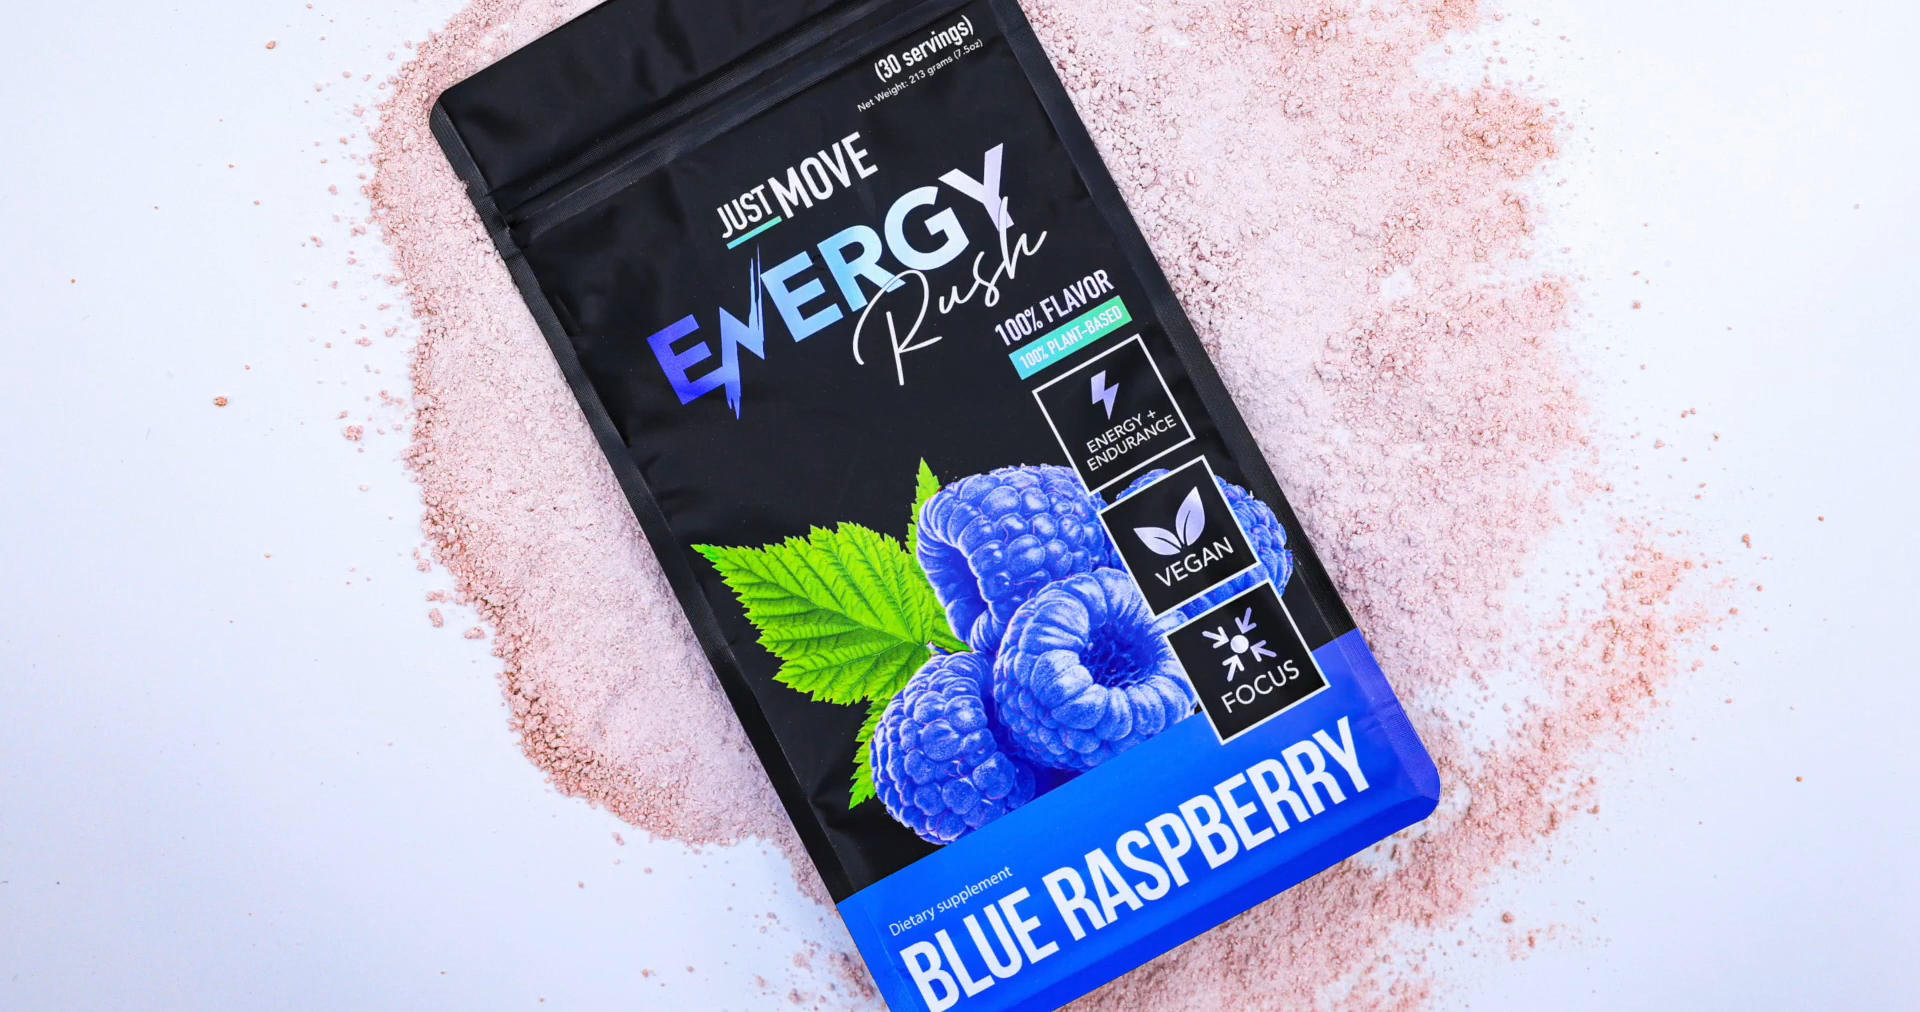 (30 servings)
Net Weight: 213 grams (7.5oz)
JUST MOVE
ENERGY
Rush
100% FLAVOR
100% PLANT-BASED
ENERGY +
ENDURANCE
VEGAN
FOCUS
Dietary supplement
BLUE RASPBERRY